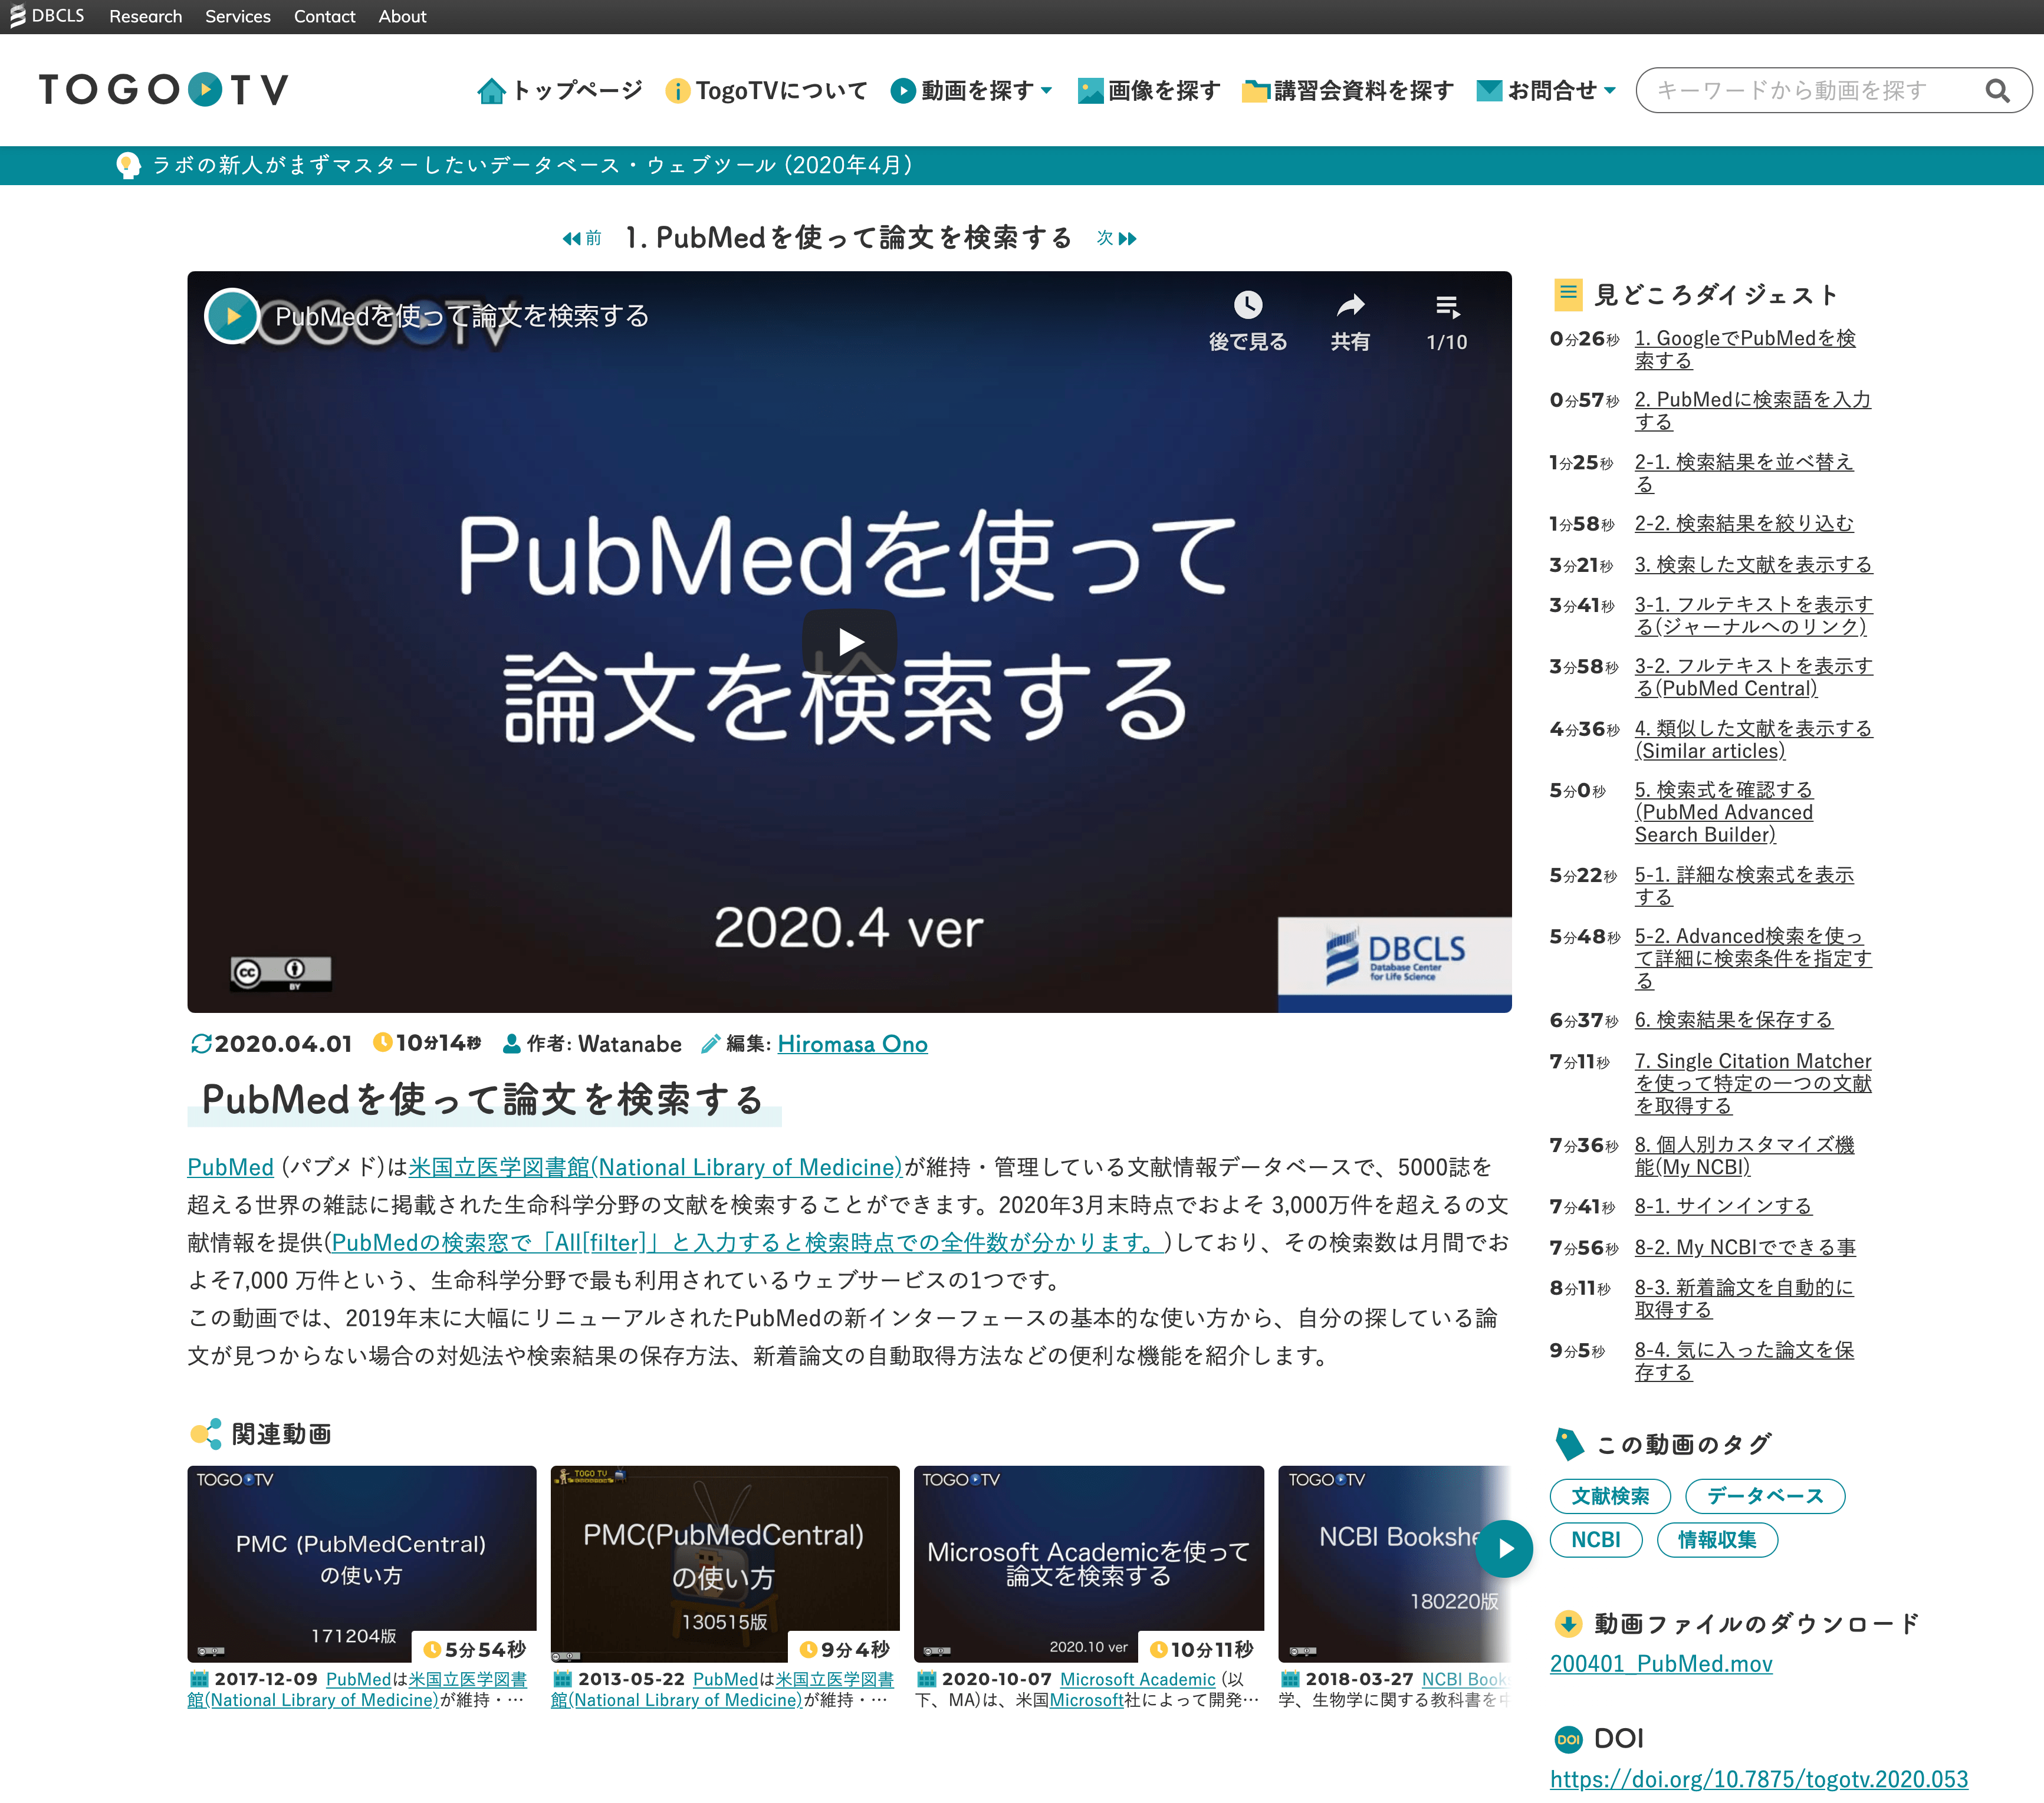 DBCLS Research Services Contact About
TOGO TV トップページ TogoTVについて 動画を探す 画像を探す 講習会資料を探す お問合せ キーワードから動画を探す
ラボの新人がまずマスターしたいデータベース・ウェブツール (2020年4月)
前 1. PubMedを使って論文を検索する 次
TOGO TV
PubMedを使って論文を検索する
後で見る 共有 1/10
PubMedを使って
論文を検索する
2020.4 ver
cc BY
DBCLS
Database Center
for Life Science
2020.04.01 10分14秒 作者: Watanabe 編集: Hiromasa Ono
PubMedを使って論文を検索する
PubMed (パブメド)は米国立医学図書館(National Library of Medicine)が維持・管理している文献情報データベースで、5000誌を
超える世界の雑誌に掲載された生命科学分野の文献を検索することができます。2020年3月末時点でおよそ 3,000万件を超えるの文
献情報を提供(PubMedの検索窓で「All[filter]」と入力すると検索時点での全件数が分かります。)しており、その検索数は月間でお
よそ7,000 万件という、生命科学分野で最も利用されているウェブサービスの1つです。
この動画では、2019年末に大幅にリニューアルされたPubMedの新インターフェースの基本的な使い方から、自分の探している論
文が見つからない場合の対処法や検索結果の保存方法、新着論文の自動取得方法などの便利な機能を紹介します。
関連動画
TOGO TV
PMC (PubMedCentral)
の使い方
171204版
5分54秒
2017-12-09 PubMedは米国立医学図書
館(National Library of Medicine)が維持・…
TOGO TV
PMC(PubMedCentral)
の使い方
130515版
9分4秒
2013-05-22 PubMedは米国立医学図書
館(National Library of Medicine)が維持・…
TOGO TV
Microsoft Academicを使って
論文を検索する
2020.10 ver
10分11秒
2020-10-07 Microsoft Academic (以
下、MA)は、米国Microsoft社によって開発…
TOGO TV
NCBI Bookshe
180220版
2018-03-27 NCBI Books
学、生物学に関する教科書を中
見どころダイジェスト
0分26秒 1. GoogleでPubMedを検
索する
0分57秒 2. PubMedに検索語を入力
する
1分25秒 2-1. 検索結果を並べ替え
る
1分58秒 2-2. 検索結果を絞り込む
3分21秒 3. 検索した文献を表示する
3分41秒 3-1. フルテキストを表示す
る(ジャーナルへのリンク)
3分58秒 3-2. フルテキストを表示す
る(PubMed Central)
4分36秒 4. 類似した文献を表示する
(Similar articles)
5分0秒 5. 検索式を確認する
(PubMed Advanced
Search Builder)
5分22秒 5-1. 詳細な検索式を表示
する
5分48秒 5-2. Advanced検索を使っ
て詳細に検索条件を指定す
る
6分37秒 6. 検索結果を保存する
7分11秒 7. Single Citation Matcher
を使って特定の一つの文献
を取得する
7分36秒 8. 個人別カスタマイズ機
能(My NCBI)
7分41秒 8-1. サインインする
7分56秒 8-2. My NCBIでできる事
8分11秒 8-3. 新着論文を自動的に
取得する
9分5秒 8-4. 気に入った論文を保
存する
この動画のタグ
文献検索 データベース
NCBI 情報収集
動画ファイルのダウンロード
200401_PubMed.mov
DOI DOI
https://doi.org/10.7875/togotv.2020.053